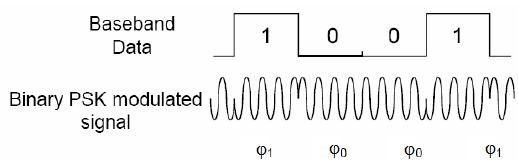 Baseband
Data
1 0 0 1
Binary PSK modulated
signal
φ1 φ0 φ0 φ1